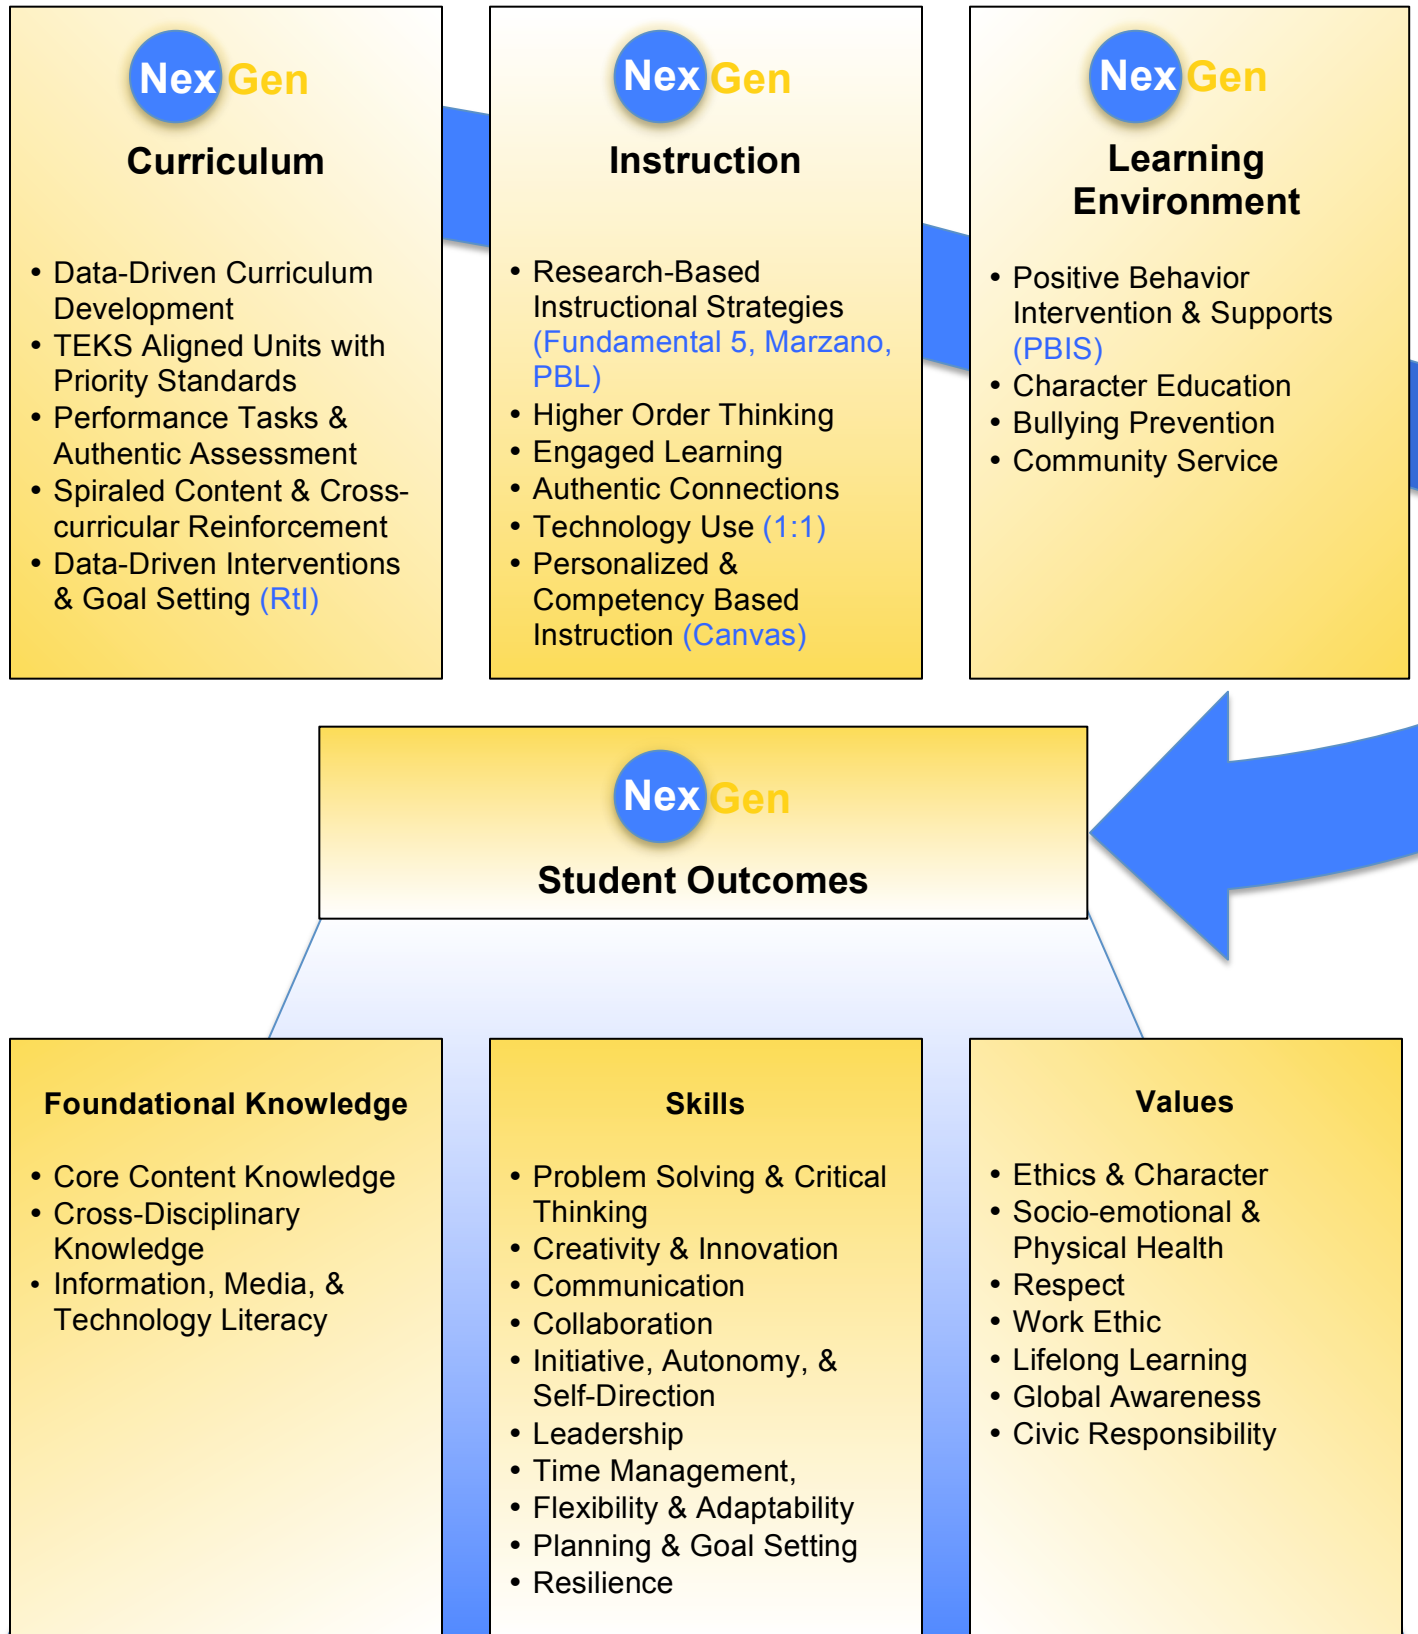 Nex Gen
Curriculum
• Data-Driven Curriculum
Development
• TEKS Aligned Units with
Priority Standards
• Performance Tasks &
Authentic Assessment
• Spiraled Content & Cross-
curricular Reinforcement
• Data-Driven Interventions
& Goal Setting (RtI)
Nex Gen
Instruction
• Research-Based
Instructional Strategies
(Fundamental 5, Marzano,
PBL)
• Higher Order Thinking
• Engaged Learning
• Authentic Connections
• Technology Use (1:1)
• Personalized &
Competency Based
Instruction (Canvas)
Nex Gen
Learning
Environment
• Positive Behavior
Intervention & Supports
(PBIS)
• Character Education
• Bullying Prevention
• Community Service
Nex Gen
Student Outcomes
Foundational Knowledge
• Core Content Knowledge
• Cross-Disciplinary
Knowledge
• Information, Media, &
Technology Literacy
Skills
• Problem Solving & Critical
Thinking
• Creativity & Innovation
• Communication
• Collaboration
• Initiative, Autonomy, &
Self-Direction
• Leadership
• Time Management,
• Flexibility & Adaptability
• Planning & Goal Setting
• Resilience
Values
• Ethics & Character
• Socio-emotional &
Physical Health
• Respect
• Work Ethic
• Lifelong Learning
• Global Awareness
• Civic Responsibility